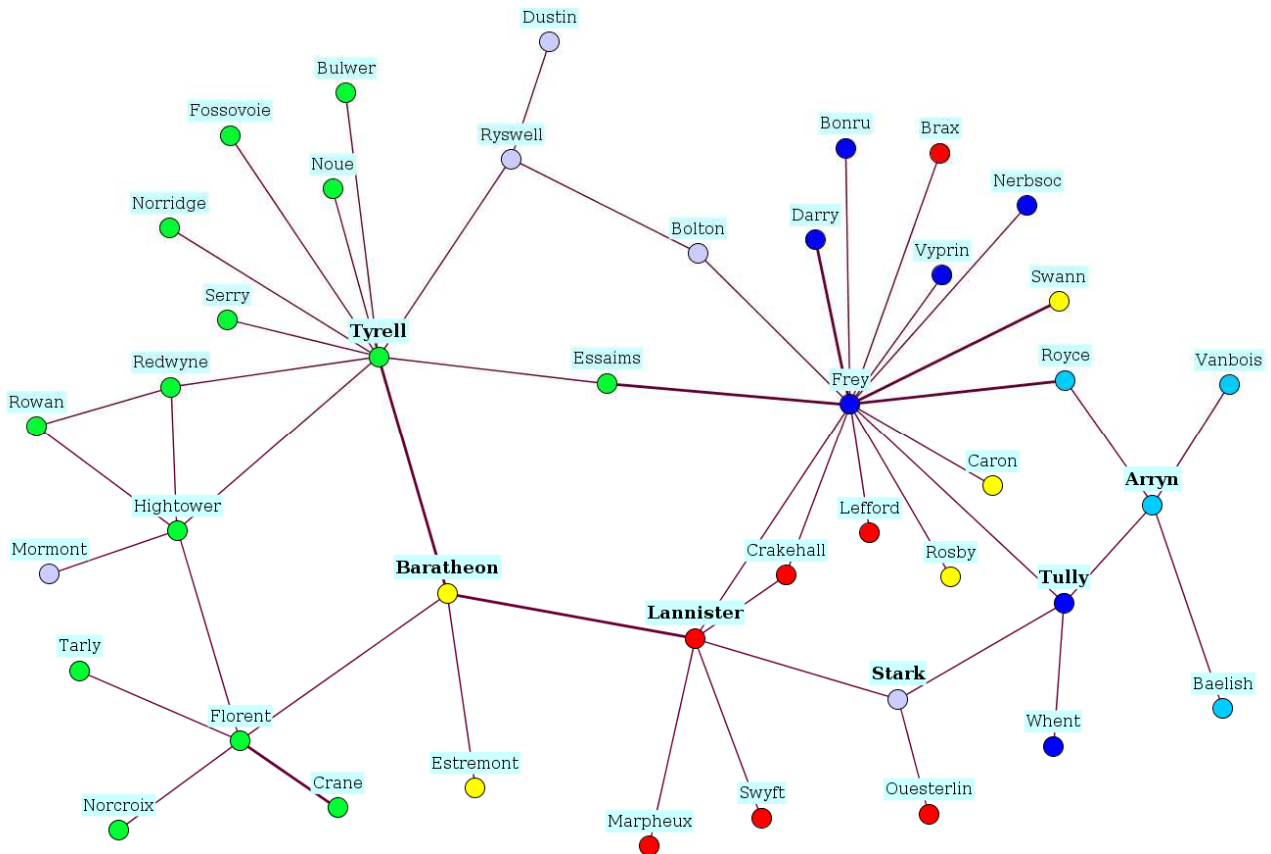 Dustin
Bulwer
Fossovoie
Bonru
Brax
Ryswell
Noue
Nerbsoc
Norridge
Darry
Bolton
Vyprin
Swann
Serry
Tyrell
Redwyne
Essaims
Royce
Vanbois
Frey
Rowan
Caron
Arryn
Hightower
Lefford
Mormont
Crakehall
Rosby
Baratheon
Tully
Lannister
Tarly
Stark
Baelish
Florent
Whent
Estremont
Crane
Ouesterlin
Swyft
Norcroix
Marpheux